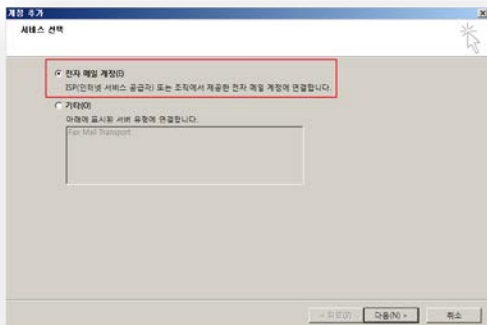 계정 추가
서비스 선택
전자 메일 계정(E)
ISP(인터넷 서비스 공급자) 또는 조직에서 제공한 전자 메일 계정에 연결합니다.
기타(O)
아래에 표시된 서버 유형에 연결합니다.
Fax Mail Transport
< 뒤로(B) 다음(N) > 취소